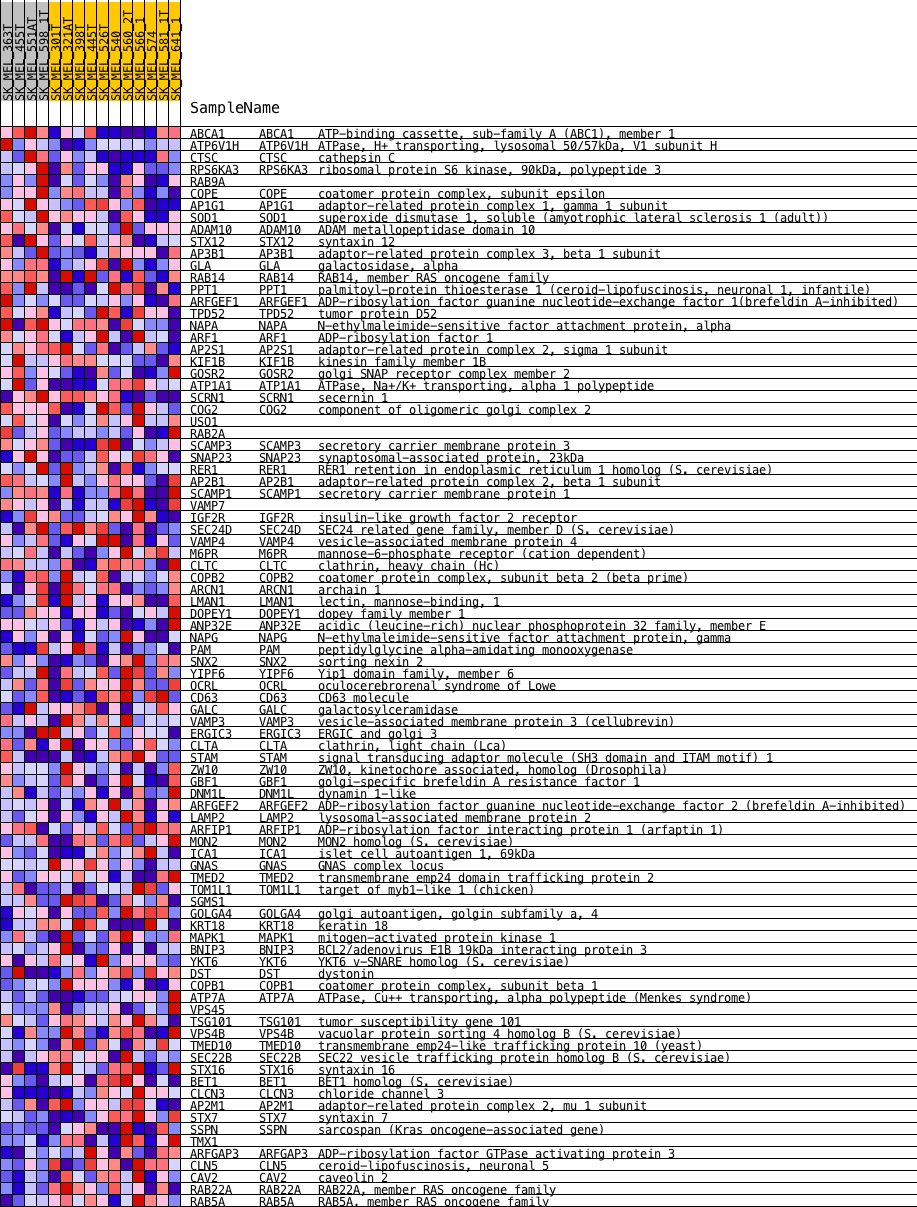 SK_MEL_363T
SK_MEL_455T
SK_MEL_551AT
SK_MEL_598_1T
SK_MEL_301T
SK_MEL_321AT
SK_MEL_398T
SK_MEL_445T
SK_MEL_526T
SK_MEL_540
SK_MEL_560_2T
SK_MEL_566_1
SK_MEL_574
SK_MEL_581_1T
SK_MEL_641_1
SampleName
ABCA1 ABCA1 ATP-binding cassette, sub-family A (ABC1), member 1
ATP6V1H ATP6V1H ATPase, H+ transporting, lysosomal 50/57kDa, V1 subunit H
CTSC CTSC cathepsin C
RPS6KA3 RPS6KA3 ribosomal protein S6 kinase, 90kDa, polypeptide 3
RAB9A
COPE COPE coatomer protein complex, subunit epsilon
AP1G1 AP1G1 adaptor-related protein complex 1, gamma 1 subunit
SOD1 SOD1 superoxide dismutase 1, soluble (amyotrophic lateral sclerosis 1 (adult))
ADAM10 ADAM10 ADAM metallopeptidase domain 10
STX12 STX12 syntaxin 12
AP3B1 AP3B1 adaptor-related protein complex 3, beta 1 subunit
GLA GLA galactosidase, alpha
RAB14 RAB14 RAB14, member RAS oncogene family
PPT1 PPT1 palmitoyl-protein thioesterase 1 (ceroid-lipofuscinosis, neuronal 1, infantile)
ARFGEF1 ARFGEF1 ADP-ribosylation factor guanine nucleotide-exchange factor 1(brefeldin A-inhibited)
TPD52 TPD52 tumor protein D52
NAPA NAPA N-ethylmaleimide-sensitive factor attachment protein, alpha
ARF1 ARF1 ADP-ribosylation factor 1
AP2S1 AP2S1 adaptor-related protein complex 2, sigma 1 subunit
KIF1B KIF1B kinesin family member 1B
GOSR2 GOSR2 golgi SNAP receptor complex member 2
ATP1A1 ATP1A1 ATPase, Na+/K+ transporting, alpha 1 polypeptide
SCRN1 SCRN1 secernin 1
COG2 COG2 component of oligomeric golgi complex 2
USO1
RAB2A
SCAMP3 SCAMP3 secretory carrier membrane protein 3
SNAP23 SNAP23 synaptosomal-associated protein, 23kDa
RER1 RER1 RER1 retention in endoplasmic reticulum 1 homolog (S. cerevisiae)
AP2B1 AP2B1 adaptor-related protein complex 2, beta 1 subunit
SCAMP1 SCAMP1 secretory carrier membrane protein 1
VAMP7
IGF2R IGF2R insulin-like growth factor 2 receptor
SEC24D SEC24D SEC24 related gene family, member D (S. cerevisiae)
VAMP4 VAMP4 vesicle-associated membrane protein 4
M6PR M6PR mannose-6-phosphate receptor (cation dependent)
CLTC CLTC clathrin, heavy chain (Hc)
COPB2 COPB2 coatomer protein complex, subunit beta 2 (beta prime)
ARCN1 ARCN1 archain 1
LMAN1 LMAN1 lectin, mannose-binding, 1
DOPEY1 DOPEY1 dopey family member 1
ANP32E ANP32E acidic (leucine-rich) nuclear phosphoprotein 32 family, member E
NAPG NAPG N-ethylmaleimide-sensitive factor attachment protein, gamma
PAM PAM peptidylglycine alpha-amidating monooxygenase
SNX2 SNX2 sorting nexin 2
YIPF6 YIPF6 Yip1 domain family, member 6
OCRL OCRL oculocerebrorenal syndrome of Lowe
CD63 CD63 CD63 molecule
GALC GALC galactosylceramidase
VAMP3 VAMP3 vesicle-associated membrane protein 3 (cellubrevin)
ERGIC3 ERGIC3 ERGIC and golgi 3
CLTA CLTA clathrin, light chain (Lca)
STAM STAM signal transducing adaptor molecule (SH3 domain and ITAM motif) 1
ZW10 ZW10 ZW10, kinetochore associated, homolog (Drosophila)
GBF1 GBF1 golgi-specific brefeldin A resistance factor 1
DNM1L DNM1L dynamin 1-like
ARFGEF2 ARFGEF2 ADP-ribosylation factor guanine nucleotide-exchange factor 2 (brefeldin A-inhibited)
LAMP2 LAMP2 lysosomal-associated membrane protein 2
ARFIP1 ARFIP1 ADP-ribosylation factor interacting protein 1 (arfaptin 1)
MON2 MON2 MON2 homolog (S. cerevisiae)
ICA1 ICA1 islet cell autoantigen 1, 69kDa
GNAS GNAS GNAS complex locus
TMED2 TMED2 transmembrane emp24 domain trafficking protein 2
TOM1L1 TOM1L1 target of myb1-like 1 (chicken)
SGMS1
GOLGA4 GOLGA4 golgi autoantigen, golgin subfamily a, 4
KRT18 KRT18 keratin 18
MAPK1 MAPK1 mitogen-activated protein kinase 1
BNIP3 BNIP3 BCL2/adenovirus E1B 19kDa interacting protein 3
YKT6 YKT6 YKT6 v-SNARE homolog (S. cerevisiae)
DST DST dystonin
COPB1 COPB1 coatomer protein complex, subunit beta 1
ATP7A ATP7A ATPase, Cu++ transporting, alpha polypeptide (Menkes syndrome)
VPS45
TSG101 TSG101 tumor susceptibility gene 101
VPS4B VPS4B vacuolar protein sorting 4 homolog B (S. cerevisiae)
TMED10 TMED10 transmembrane emp24-like trafficking protein 10 (yeast)
SEC22B SEC22B SEC22 vesicle trafficking protein homolog B (S. cerevisiae)
STX16 STX16 syntaxin 16
BET1 BET1 BET1 homolog (S. cerevisiae)
CLCN3 CLCN3 chloride channel 3
AP2M1 AP2M1 adaptor-related protein complex 2, mu 1 subunit
STX7 STX7 syntaxin 7
SSPN SSPN sarcospan (Kras oncogene-associated gene)
TMX1
ARFGAP3 ARFGAP3 ADP-ribosylation factor GTPase activating protein 3
CLN5 CLN5 ceroid-lipofuscinosis, neuronal 5
CAV2 CAV2 caveolin 2
RAB22A RAB22A RAB22A, member RAS oncogene family
RAB5A RAB5A RAB5A, member RAS oncogene family